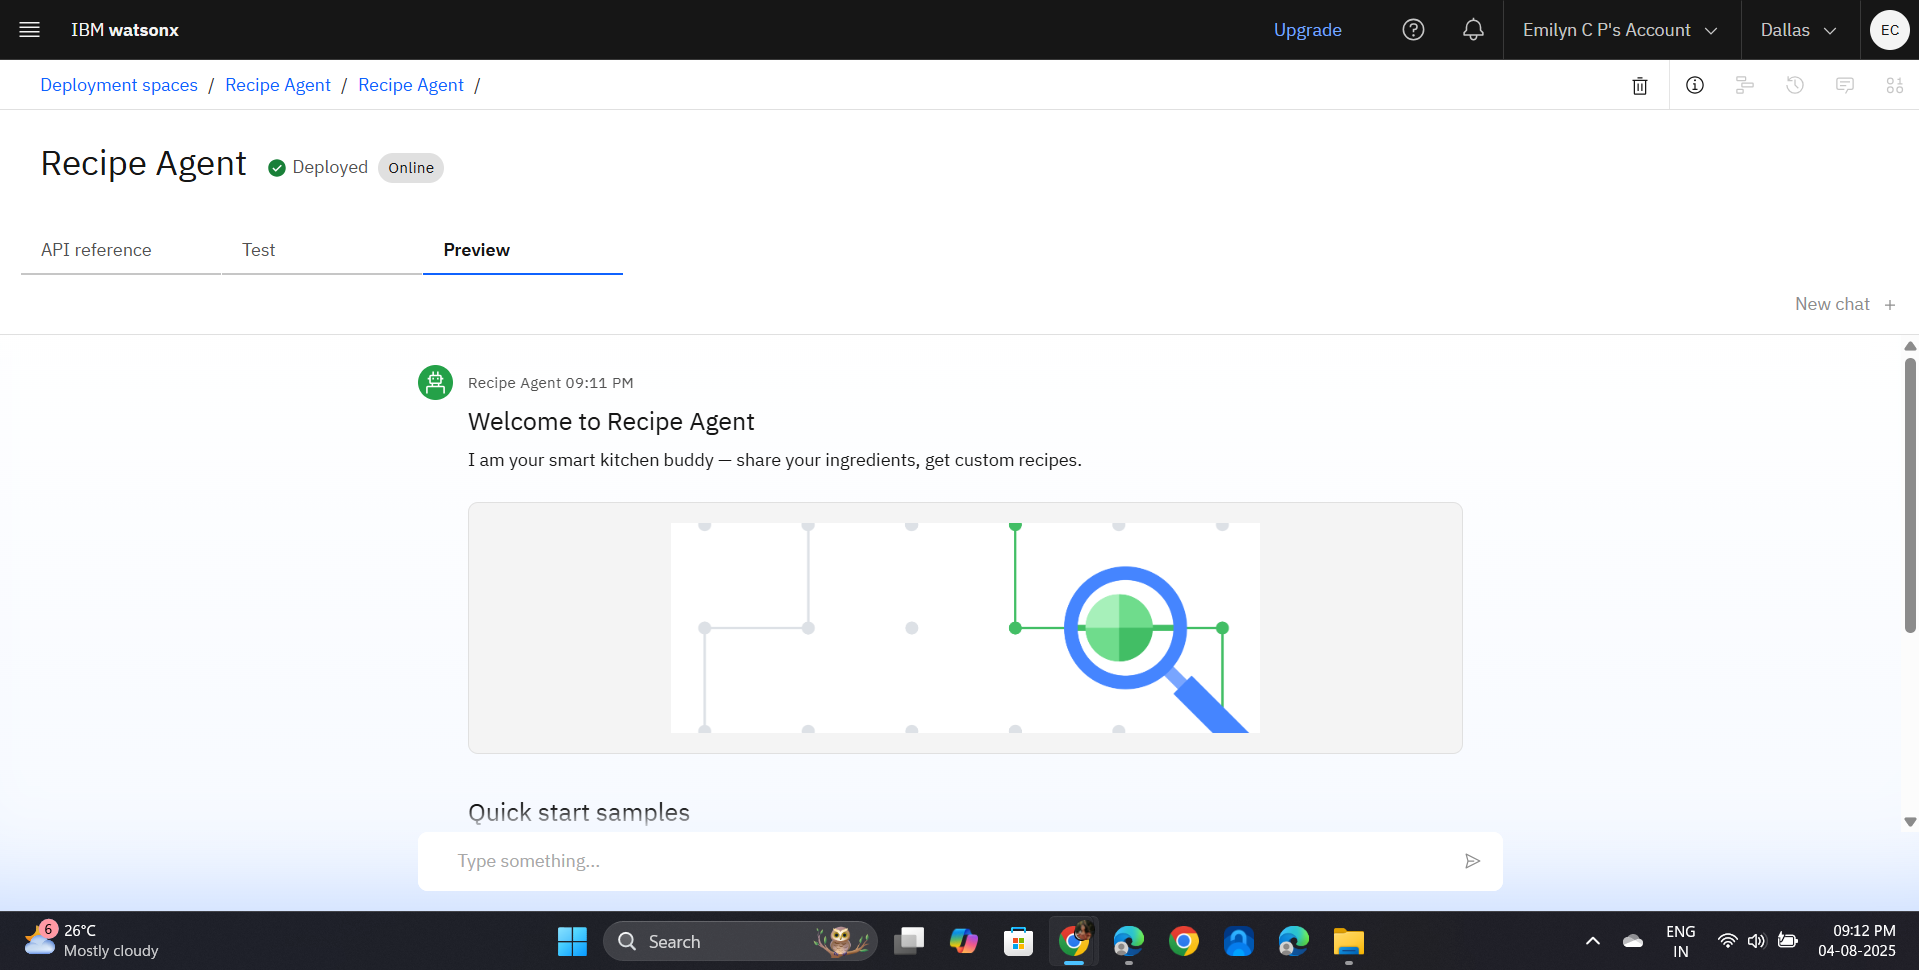 IBM watsonx
Upgrade
Emilyn C P's Account
Dallas
EC
Deployment spaces / Recipe Agent / Recipe Agent /
Recipe Agent
Deployed
Online
API reference
Test
Preview
New chat +
Recipe Agent 09:11 PM
Welcome to Recipe Agent
I am your smart kitchen buddy — share your ingredients, get custom recipes.
Quick start samples
Type something...
6
26°C
Mostly cloudy
Search
ENG
IN
09:12 PM
04-08-2025